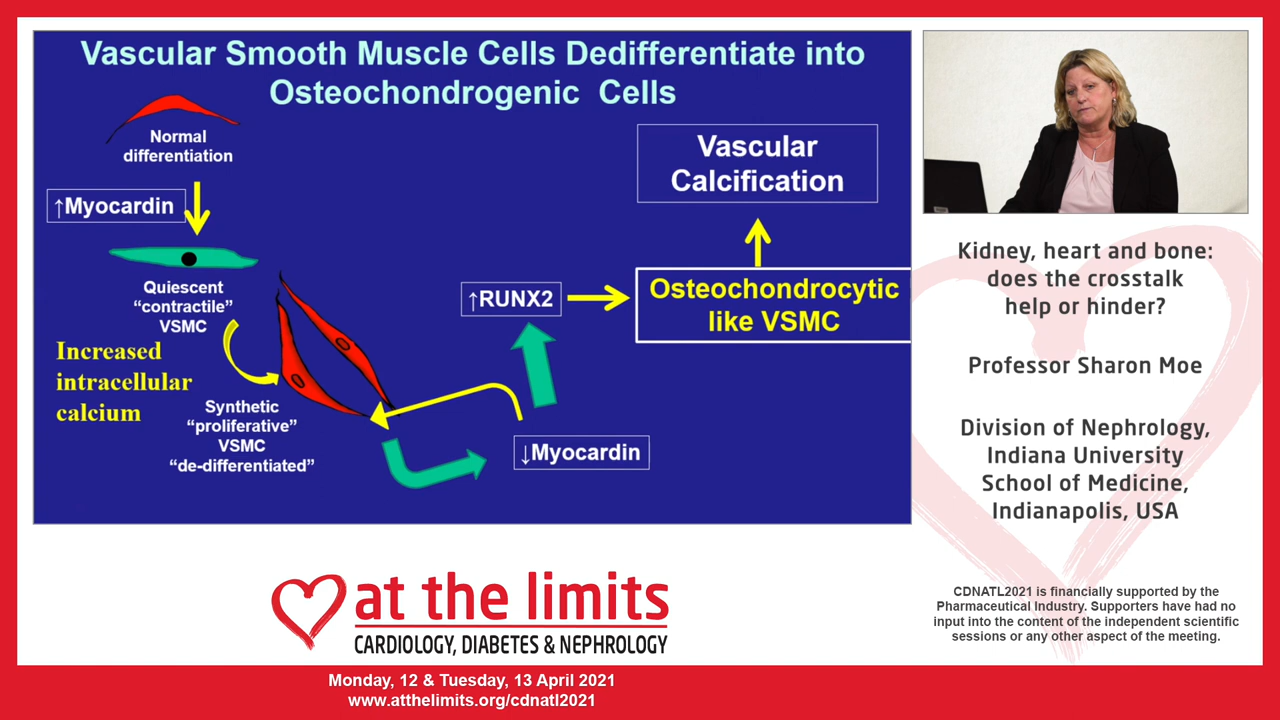 Vascular Smooth Muscle Cells Dedifferentiate into
Osteochondrogenic Cells
Normal
differentiation
↑Myocardin
Quiescent
“contractile”
VSMC
Increased
intracellular
calcium
Synthetic
“proliferative”
VSMC
“de-differentiated”
↓Myocardin
↑RUNX2
Osteochondrocytic
like VSMC
Vascular
Calcification
Kidney, heart and bone:
does the crosstalk
help or hinder?
Professor Sharon Moe
Division of Nephrology,
Indiana University
School of Medicine,
Indianapolis, USA
CDNATL2021 is financially supported by the
Pharmaceutical Industry. Supporters have had no
input into the content of the independent scientific
sessions or any other aspect of the meeting.
at the limits
CARDIOLOGY, DIABETES & NEPHROLOGY
Monday, 12 & Tuesday, 13 April 2021
www.atthelimits.org/cdnatl2021